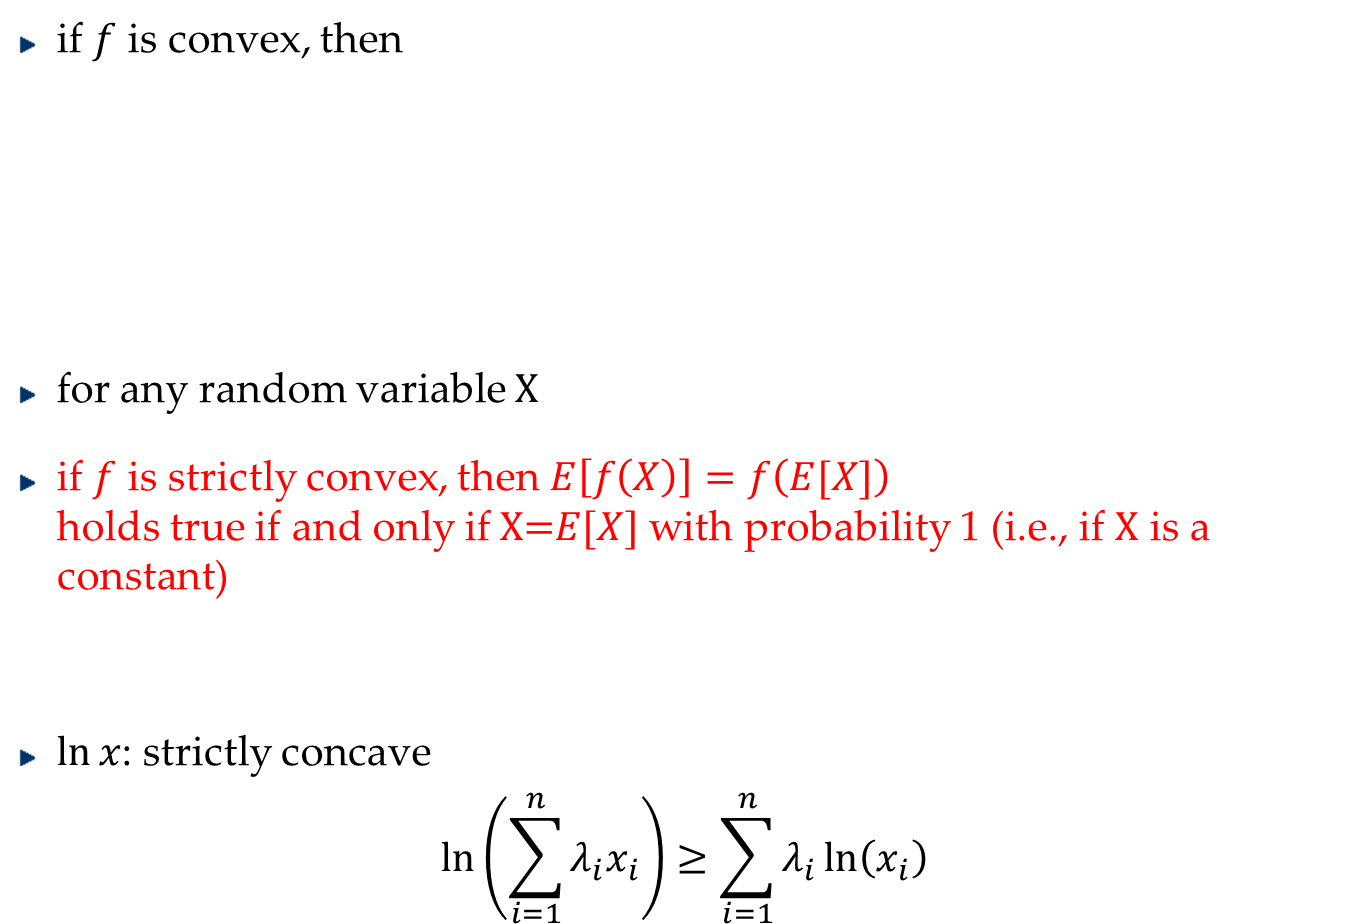 ▸ if f is convex, then
▸ for any random variable X
▸ if f is strictly convex, then E[f(X)] = f(E[X])
holds true if and only if X=E[X] with probability 1 (i.e., if X is a
constant)
▸ ln x: strictly concave
ln(∑_{i=1}^{n} λ_i x_i) ≥ ∑_{i=1}^{n} λ_i ln(x_i)